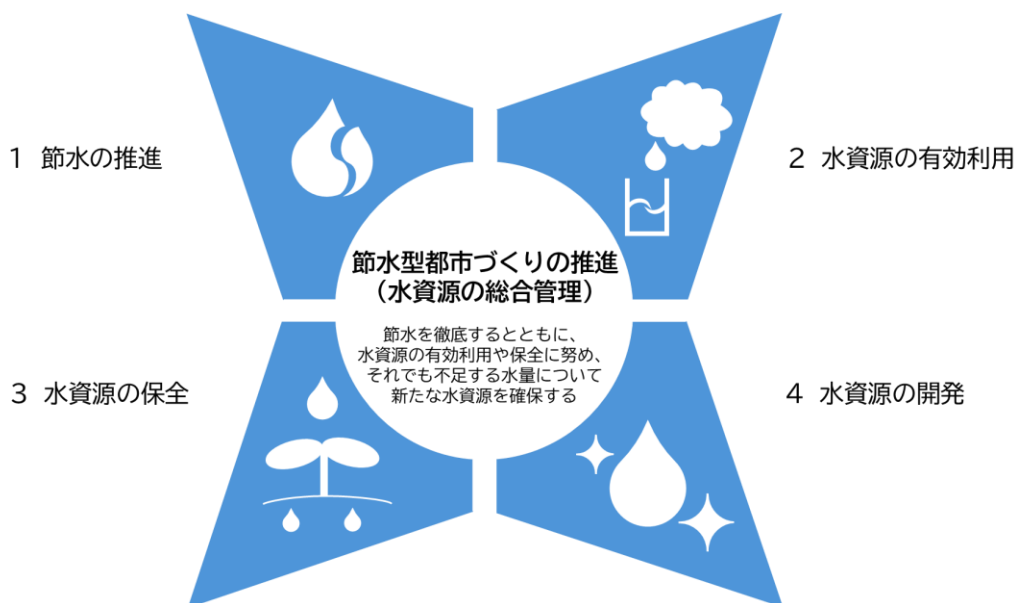 1 節水の推進
2 水資源の有効利用
節水型都市づくりの推進
（水資源の総合管理）
節水を徹底するとともに、
水資源の有効利用や保全に努め、
それでも不足する水量について
新たな水資源を確保する
3 水資源の保全
4 水資源の開発